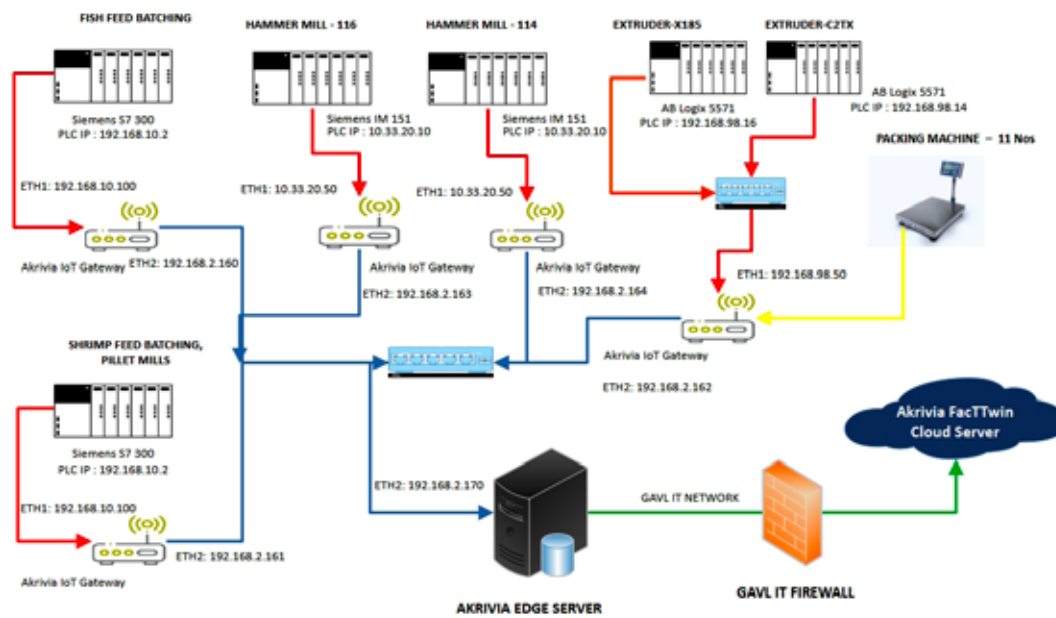 FISH FEED BATCHING
HAMMER MILL - 116
HAMMER MILL - 114
EXTRUDER-X185
EXTRUDER-C2TX
Siemens S7 300
PLC IP : 192.168.10.2
Siemens IM 151
PLC IP : 10.33.20.10
Siemens IM 151
PLC IP : 10.33.20.10
AB Logix 5571
PLC IP : 192.168.98.16
AB Logix 5571
PLC IP : 192.168.98.14
PACKING MACHINE – 11 Nos
ETH1: 192.168.10.100
ETH1: 10.33.20.50
ETH1: 10.33.20.50
Akrivia IoT Gateway
ETH2: 192.168.2.160
Akrivia IoT Gateway
ETH2: 192.168.2.163
Akrivia IoT Gateway
ETH2: 192.168.2.164
ETH1: 192.168.98.50
Akrivia IoT Gateway
ETH2: 192.168.2.162
SHRIMP FEED BATCHING,
PILLET MILLS
Siemens S7 300
PLC IP : 192.168.10.2
Akrivia FacTTwin
Cloud Server
ETH1: 192.168.10.100
ETH2: 192.168.2.161
Akrivia IoT Gateway
ETH2: 192.168.2.170
GAVL IT NETWORK
AKRIVIA EDGE SERVER
GAVL IT FIREWALL